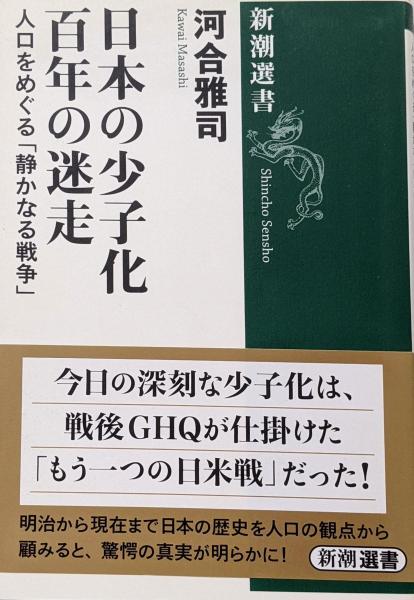 新潮選書
Shincho Sensho
河合雅司
Kawai Masashi
日本の少子化
百年の迷走
人口をめぐる「静かなる戦争」
今日の深刻な少子化は、
戦後GHQが仕掛けた
「もう一つの日米戦」だった!
明治から現在まで日本の歴史を人口の観点から
顧みると、驚愕の真実が明らかに!
新潮選書